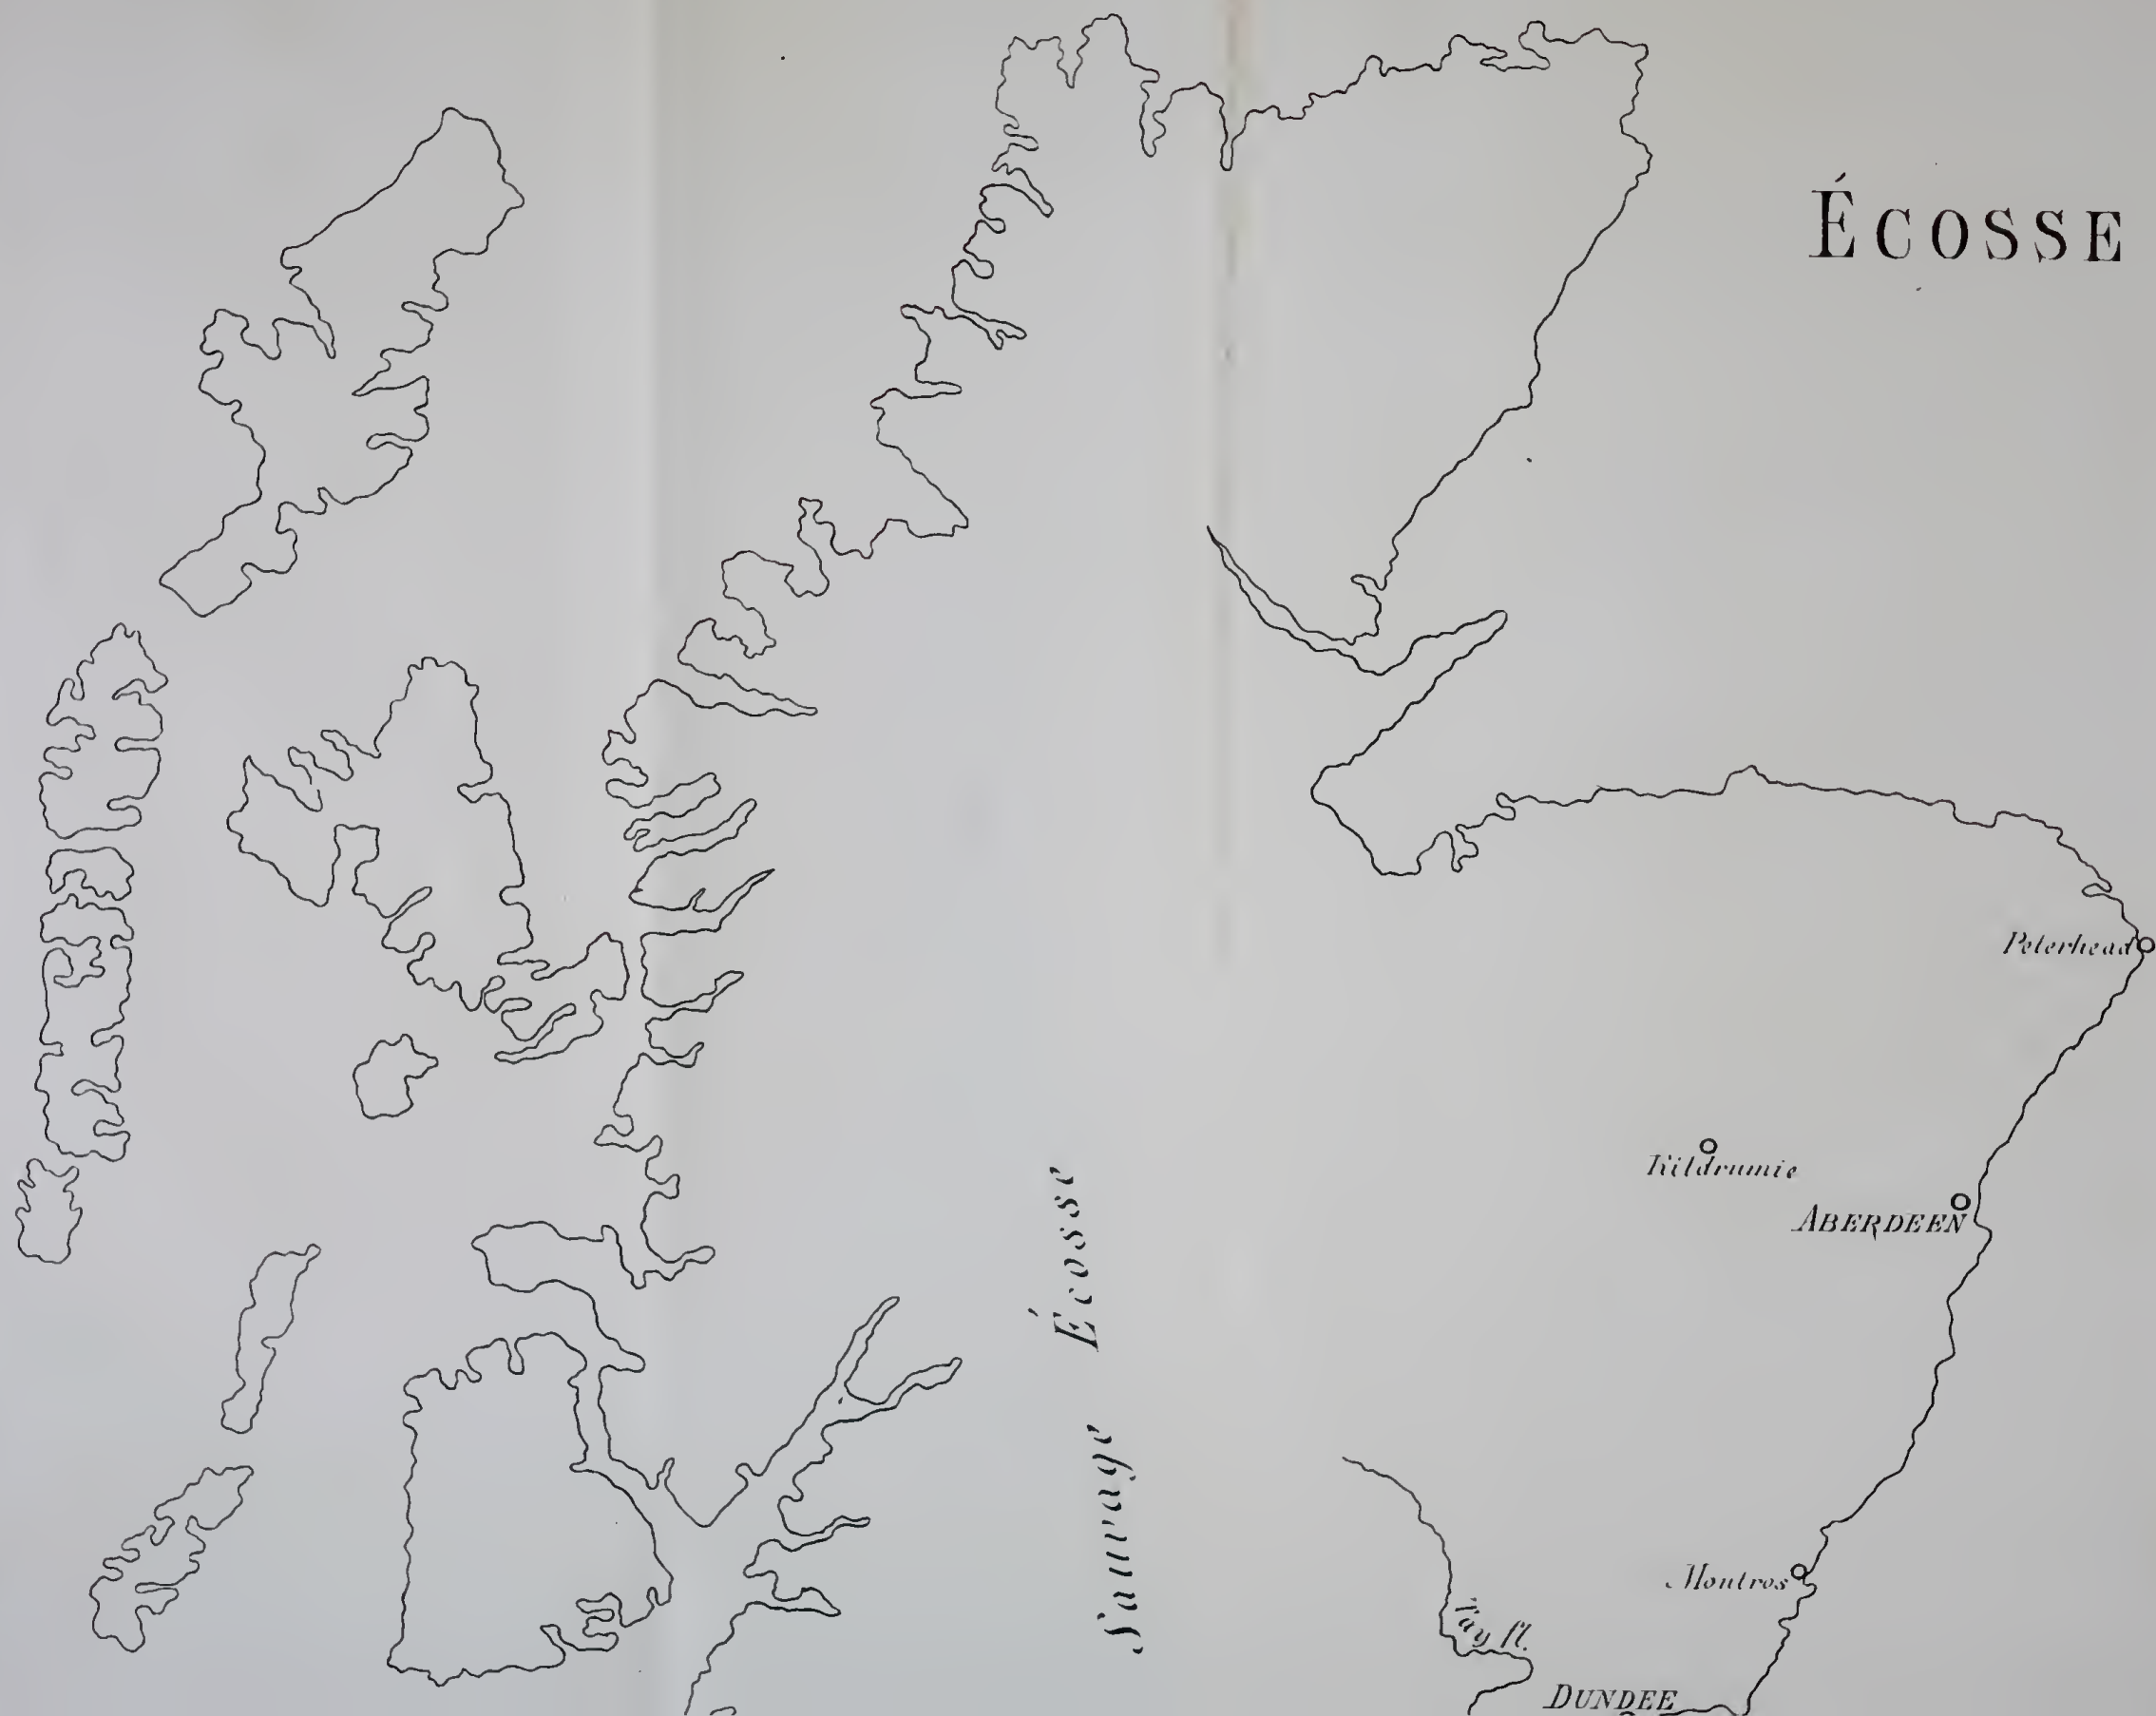 ÉCOSSE
Peterhead
Kildrumie
ABERDEEN
Écosse Sauvage
Montros
Tay fl.
DUNDEE